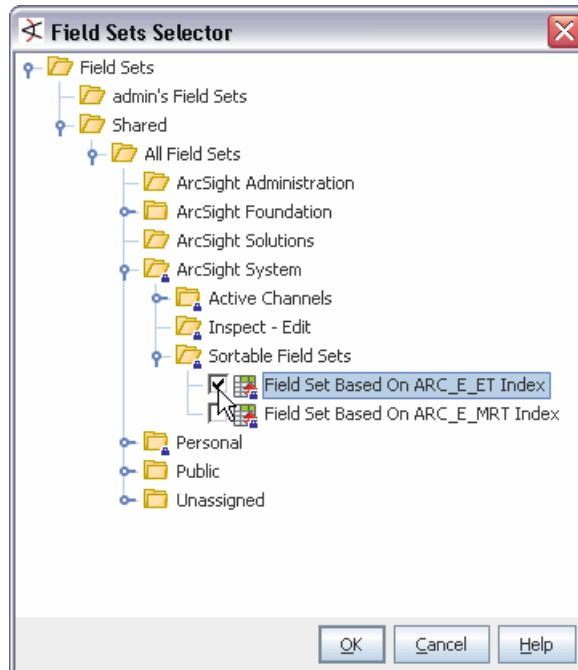 Field Sets Selector
Field Sets
admin's Field Sets
Shared
All Field Sets
ArcSight Administration
ArcSight Foundation
ArcSight Solutions
ArcSight System
Active Channels
Inspect - Edit
Sortable Field Sets
Field Set Based On ARC_E_ET Index
Field Set Based On ARC_E_MRT Index
Personal
Public
Unassigned
OK Cancel Help